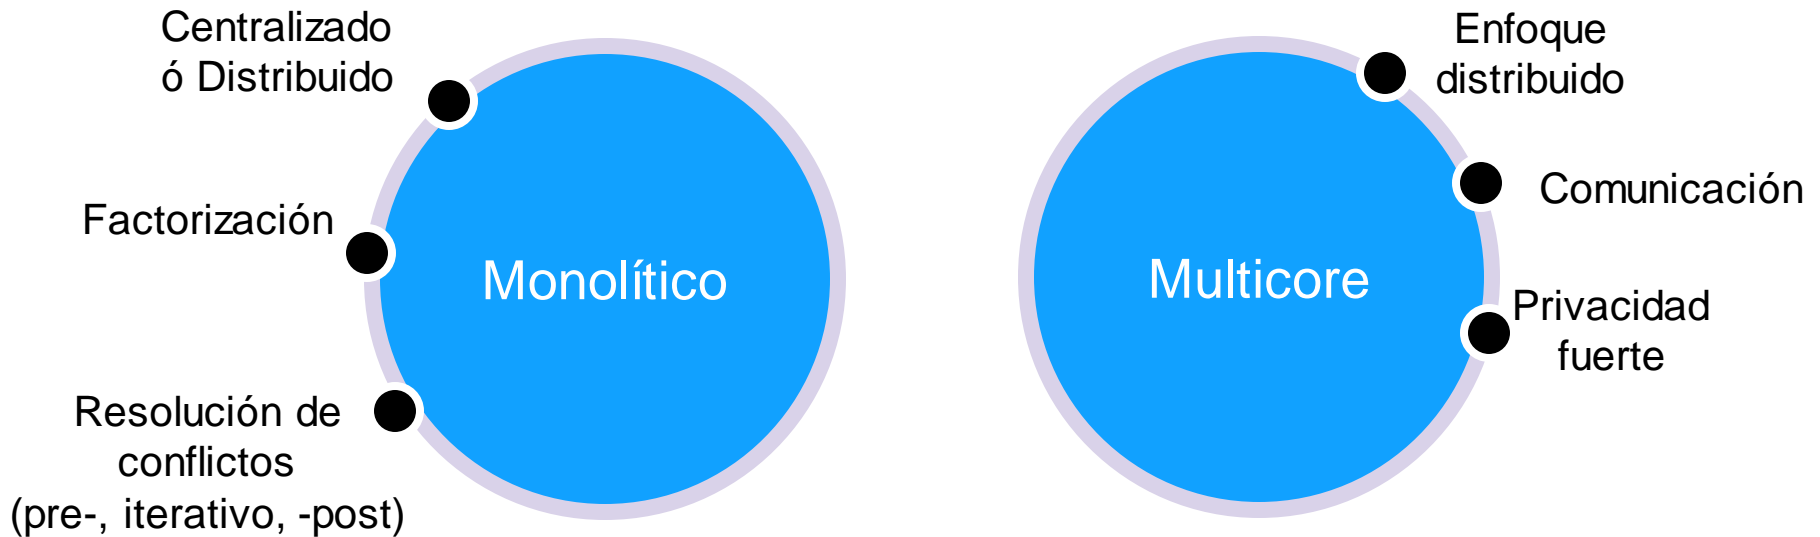 Centralizado
ó Distribuido
Factorización
Resolución de
conflictos
(pre-, iterativo, -post)
Monolítico
Multicore
Enfoque
distribuido
Comunicación
Privacidad
fuerte